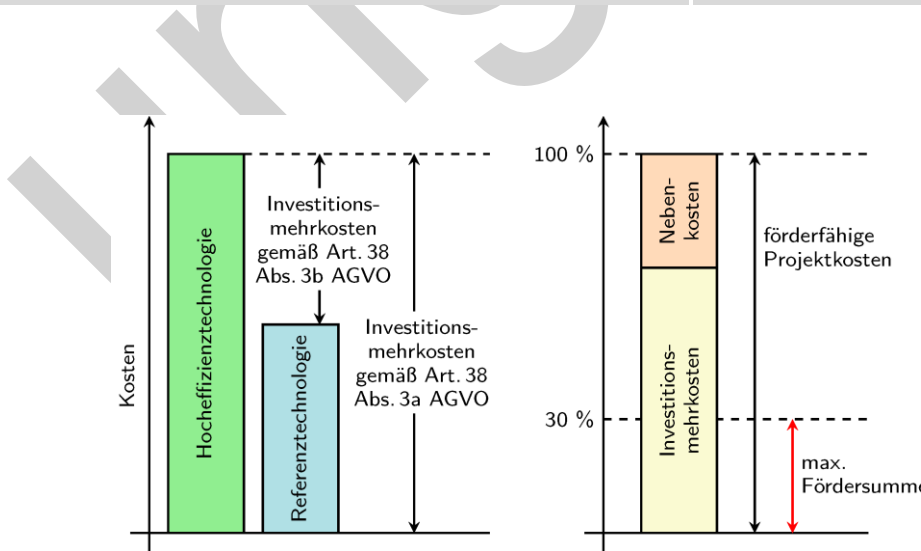 Kosten
Hocheffizienztechnologie
Referenztechnologie
Investitions-
mehrkosten
gemäß Art. 38
Abs. 3b AGVO
Investitions-
mehrkosten
gemäß Art. 38
Abs. 3a AGVO
100 %
30 %
Neben-
kosten
Investitions-
mehrkosten
förderfähige
Projektkosten
max.
Fördersumme